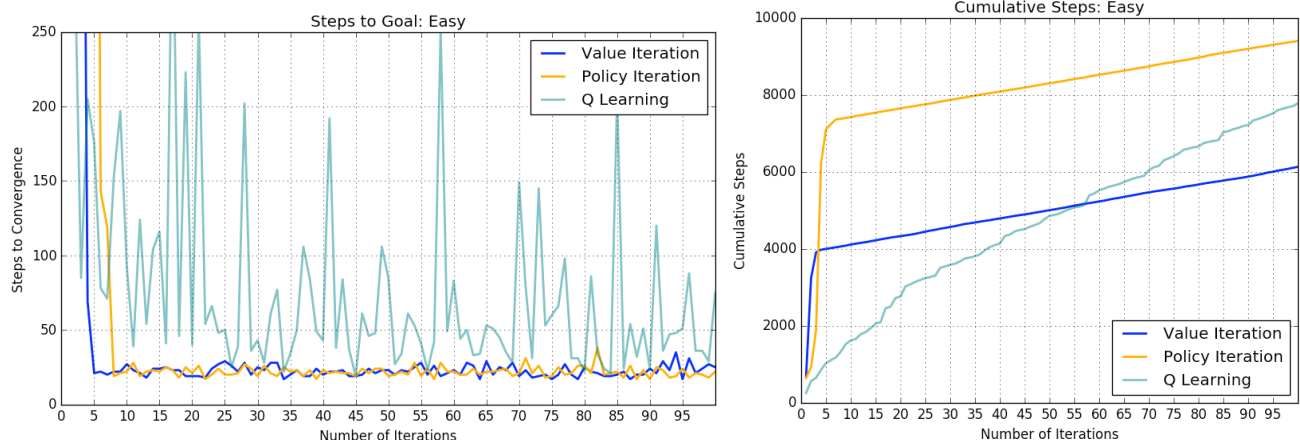 Steps to Goal: Easy
250
200
150
100
50
0
Steps to Convergence
Value Iteration
Policy Iteration
Q Learning
0 5 10 15 20 25 30 35 40 45 50 55 60 65 70 75 80 85 90 95
Number of Iterations
Cumulative Steps: Easy
10000
8000
6000
4000
2000
0
Cumulative Steps
Value Iteration
Policy Iteration
Q Learning
0 5 10 15 20 25 30 35 40 45 50 55 60 65 70 75 80 85 90 95
Number of Iterations